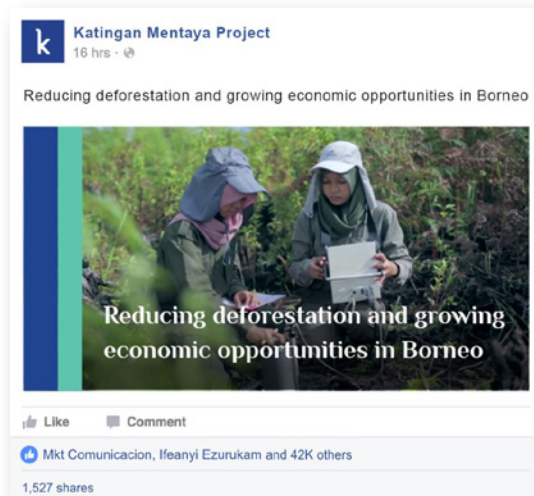 k
Katingan Mentaya Project
16 hrs ·
Reducing deforestation and growing economic opportunities in Borneo
Reducing deforestation and growing
economic opportunities in Borneo
Like Comment
Mkt Comunicacion, Ifeanyi Ezurukam and 42K others
1,527 shares